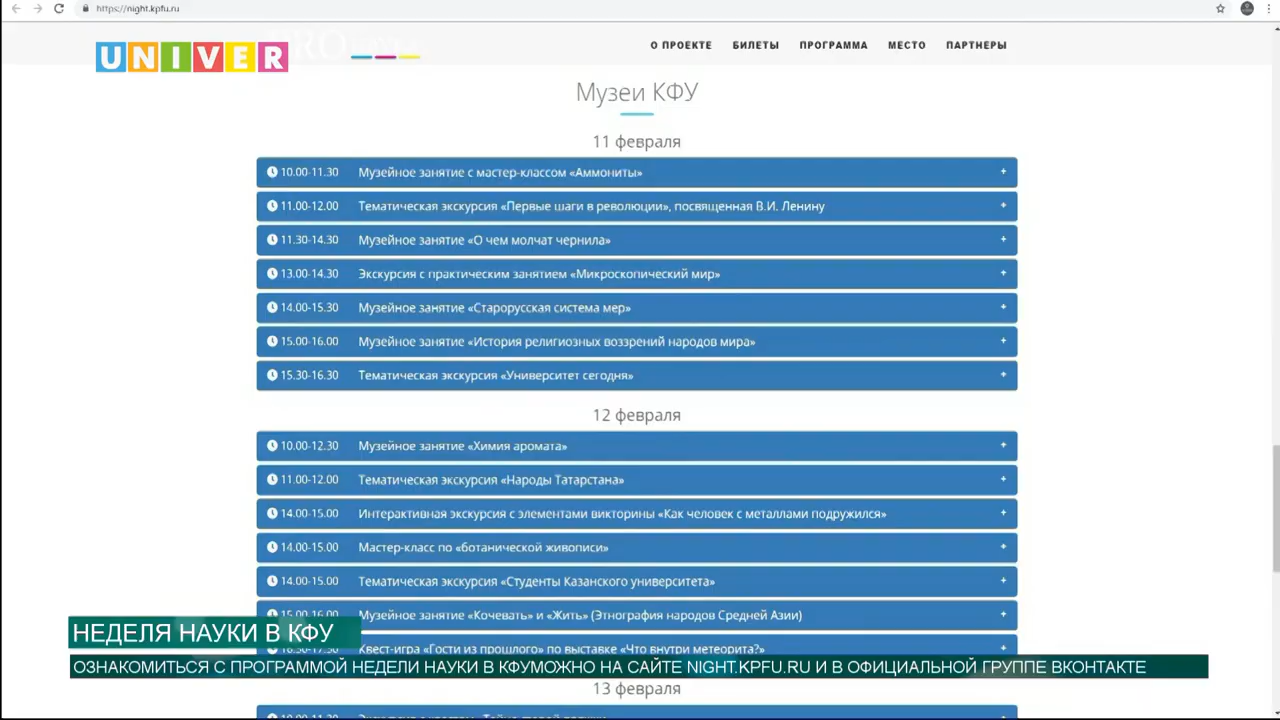 https://night.kpfu.ru
UNIVER
О ПРОЕКТЕ БИЛЕТЫ ПРОГРАММА МЕСТО ПАРТНЕРЫ
Музеи КФУ
11 февраля
10.00-11.30 Музейное занятие с мастер-классом «Аммониты» +
11.00-12.00 Тематическая экскурсия «Первые шаги в революции», посвященная В.И. Ленину +
11.30-14.30 Музейное занятие «О чем молчат чернила» +
13.00-14.30 Экскурсия с практическим занятием «Микроскопический мир» +
14.00-15.30 Музейное занятие «Старорусская система мер» +
15.00-16.00 Музейное занятие «История религиозных воззрений народов мира» +
15.30-16.30 Тематическая экскурсия «Университет сегодня» +
12 февраля
10.00-12.30 Музейное занятие «Химия аромата» +
11.00-12.00 Тематическая экскурсия «Народы Татарстана» +
14.00-15.00 Интерактивная экскурсия с элементами викторины «Как человек с металлами подружился» +
14.00-15.00 Мастер-класс по «ботанической живописи» +
14.00-15.00 Тематическая экскурсия «Студенты Казанского университета» +
15.00-16.00 Музейное занятие «Кочевать» и «Жить» (Этнография народов Средней Азии) +
НЕДЕЛЯ НАУКИ В КФУ
16.30-17.30 Квест-игра «Гости из прошлого» по выставке «Что внутри метеорита?» +
ОЗНАКОМИТЬСЯ С ПРОГРАММОЙ НЕДЕЛИ НАУКИ В КФУМОЖНО НА САЙТЕ NIGHT.KPFU.RU И В ОФИЦИАЛЬНОЙ ГРУППЕ ВКОНТАКТЕ
13 февраля